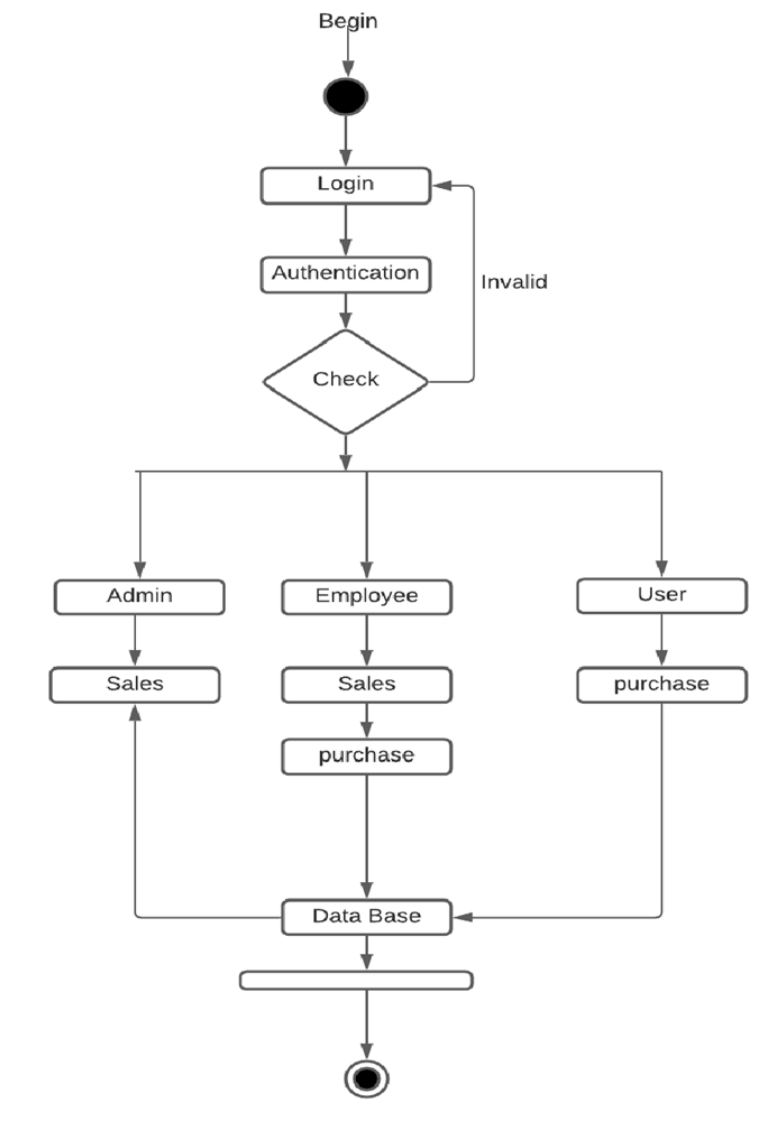 Begin
Login
Authentication
Invalid
Check
Admin
Employee
User
Sales
Sales
purchase
purchase
Data Base